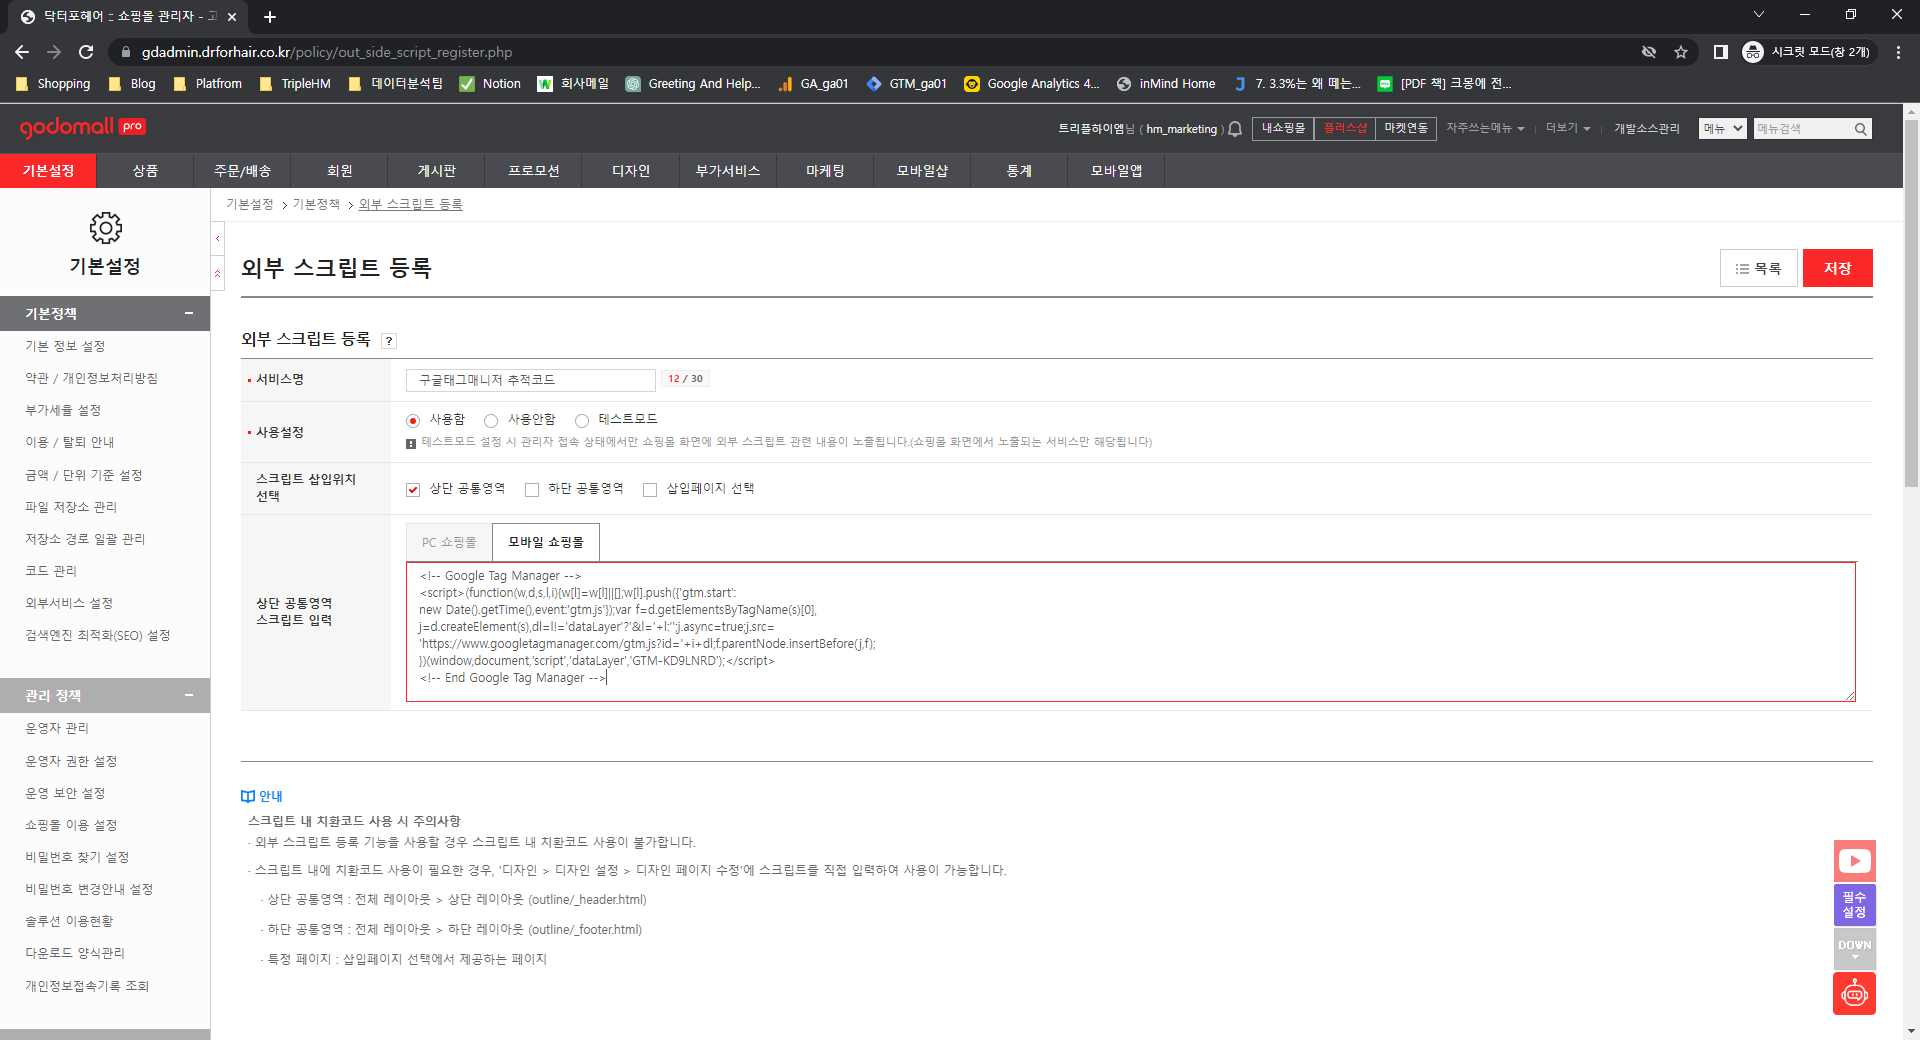 닥터포헤어 :: 쇼핑몰 관리자 - 고
gdadmin.drforhair.co.kr/policy/out_side_script_register.php
시크릿 모드(창 2개)
Shopping
Blog
Platfrom
TripleHM
데이터분석팀
Notion
회사메일
Greeting And Help...
GA_ga01
GTM_ga01
Google Analytics 4...
inMind Home
7. 3.3%는 왜 떼는...
[PDF 책] 크몽에 전...
godomall pro
트리플하이엠님 ( hm_marketing )
내쇼핑몰
플러스샵
마켓연동
자주쓰는메뉴
더보기
개발소스관리
메뉴
메뉴검색
기본설정
상품
주문/배송
회원
게시판
프로모션
디자인
부가서비스
마케팅
모바일샵
통계
모바일앱
기본설정 > 기본정책 > 외부 스크립트 등록
기본설정
외부 스크립트 등록
목록
저장
기본정책
기본 정보 설정
약관 / 개인정보처리방침
부가세율 설정
이용 / 탈퇴 안내
금액 / 단위 기준 설정
파일 저장소 관리
저장소 경로 일괄 관리
코드 관리
외부서비스 설정
검색엔진 최적화(SEO) 설정
관리 정책
운영자 관리
운영자 권한 설정
운영 보안 설정
쇼핑몰 이용 설정
비밀번호 찾기 설정
비밀번호 변경안내 설정
솔루션 이용현황
다운로드 양식관리
개인정보접속기록 조회
외부 스크립트 등록 ?
서비스명
구글태그매니저 추적코드
12 / 30
사용설정
사용함
사용안함
테스트모드
테스트모드 설정 시 관리자 접속 상태에서만 쇼핑몰 화면에 외부 스크립트 관련 내용이 노출됩니다.(쇼핑몰 화면에서 노출되는 서비스만 해당됩니다)
스크립트 삽입위치
선택
상단 공통영역
하단 공통영역
삽입페이지 선택
상단 공통영역
스크립트 입력
PC 쇼핑몰
모바일 쇼핑몰
<!-- Google Tag Manager -->
<script>(function(w,d,s,l,i){w[l]=w[l]||[];w[l].push({'gtm.start':
new Date().getTime(),event:'gtm.js'});var f=d.getElementsByTagName(s)[0],
j=d.createElement(s),dl=l!='dataLayer'?'&l='+l:'';j.async=true;j.src=
'https://www.googletagmanager.com/gtm.js?id='+i+dl;f.parentNode.insertBefore(j,f);
})(window,document,'script','dataLayer','GTM-KD9LNRD');</script>
<!-- End Google Tag Manager -->
안내
스크립트 내 치환코드 사용 시 주의사항
· 외부 스크립트 등록 기능을 사용할 경우 스크립트 내 치환코드 사용이 불가합니다.
· 스크립트 내에 치환코드 사용이 필요한 경우, '디자인 > 디자인 설정 > 디자인 페이지 수정'에 스크립트를 직접 입력하여 사용이 가능합니다.
· 상단 공통영역 : 전체 레이아웃 > 상단 레이아웃 (outline/_header.html)
· 하단 공통영역 : 전체 레이아웃 > 하단 레이아웃 (outline/_footer.html)
· 특정 페이지 : 삽입페이지 선택에서 제공하는 페이지
필수
설정
DOWN